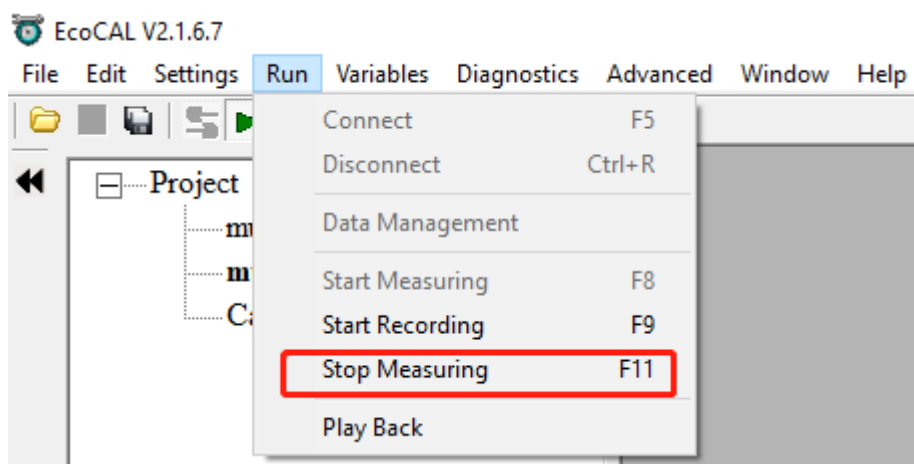 EcoCAL V2.1.6.7
File Edit Settings Run Variables Diagnostics Advanced Window Help
Connect F5
Project
Disconnect Ctrl+R
Data Management
Start Measuring F8
Start Recording F9
Stop Measuring F11
Play Back